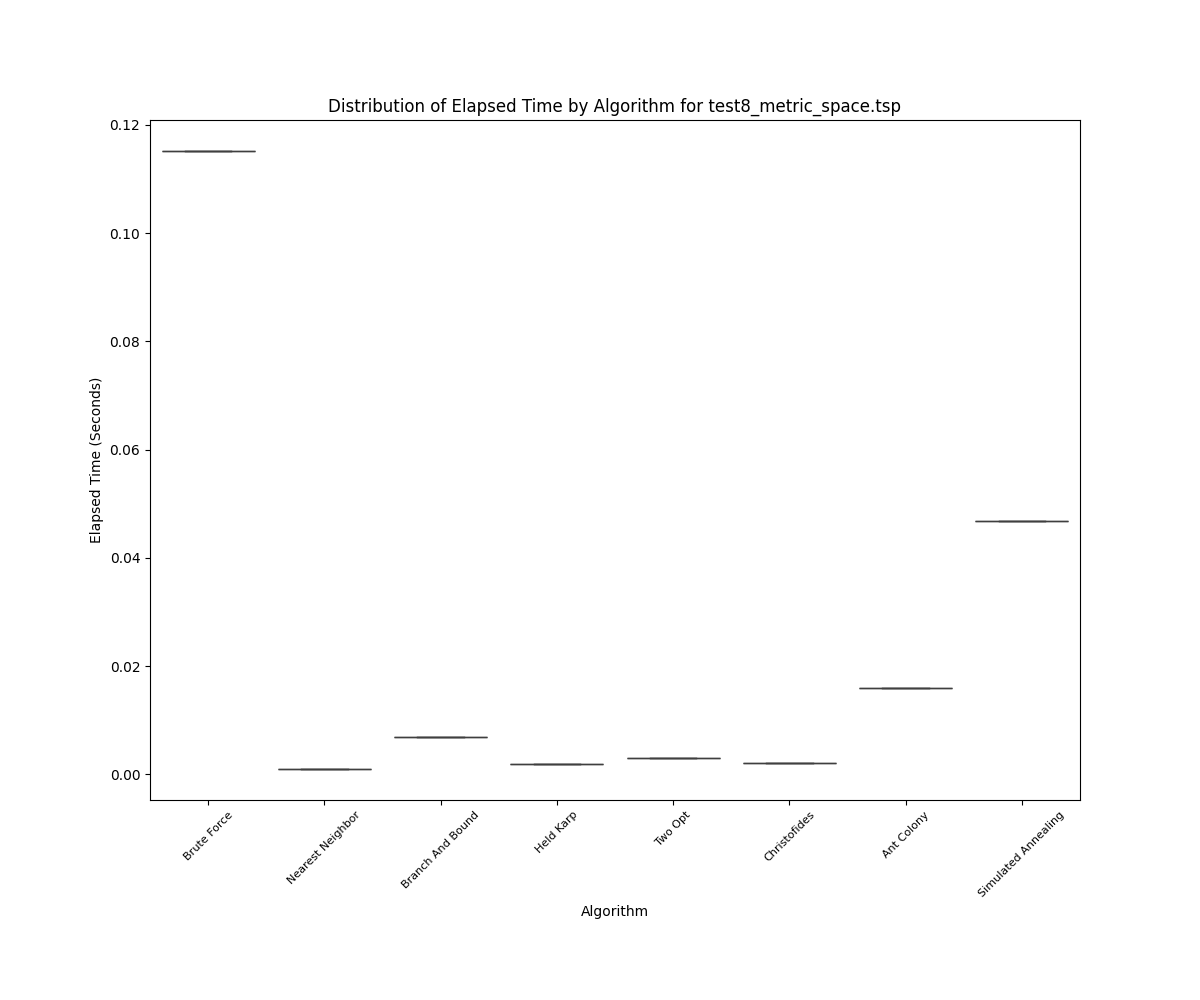 Distribution of Elapsed Time by Algorithm for test8_metric_space.tsp
Elapsed Time (Seconds)
0.12
0.10
0.08
0.06
0.04
0.02
0.00
Brute Force
Nearest Neighbor
Branch And Bound
Held Karp
Two Opt
Christofides
Ant Colony
Simulated Annealing
Algorithm